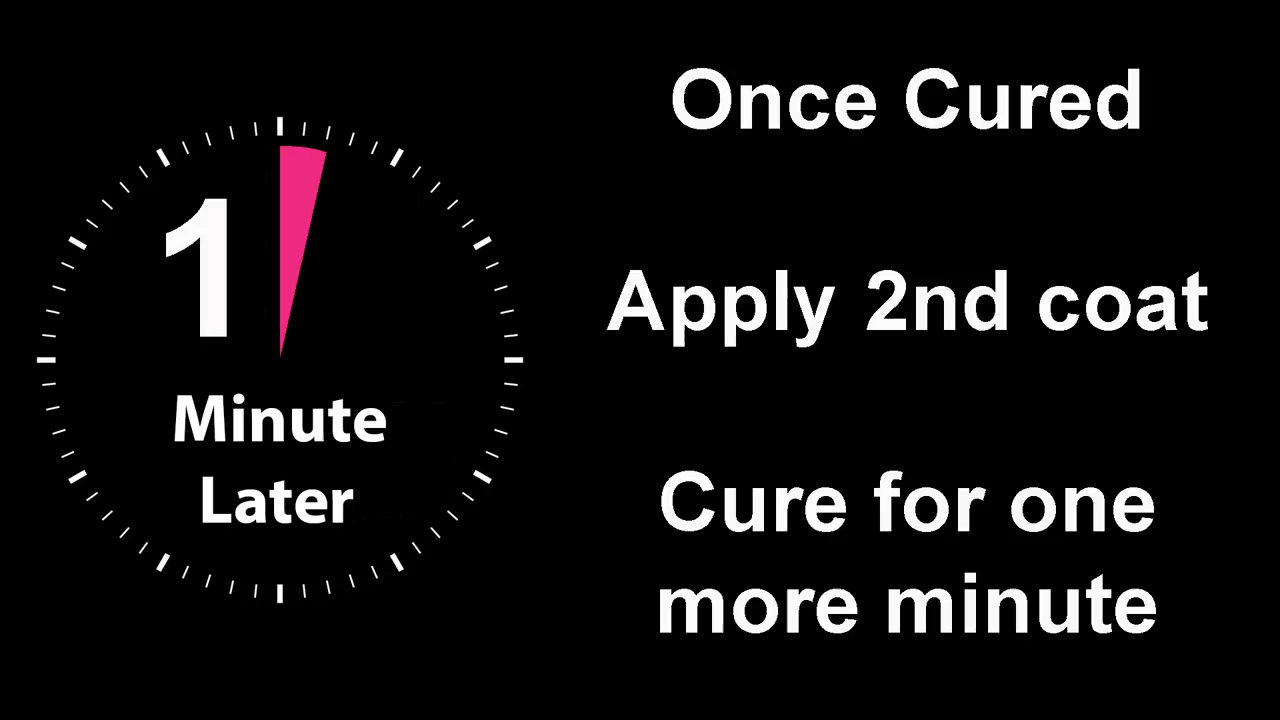 1
Minute
Later
Once Cured
Apply 2nd coat
Cure for one
more minute